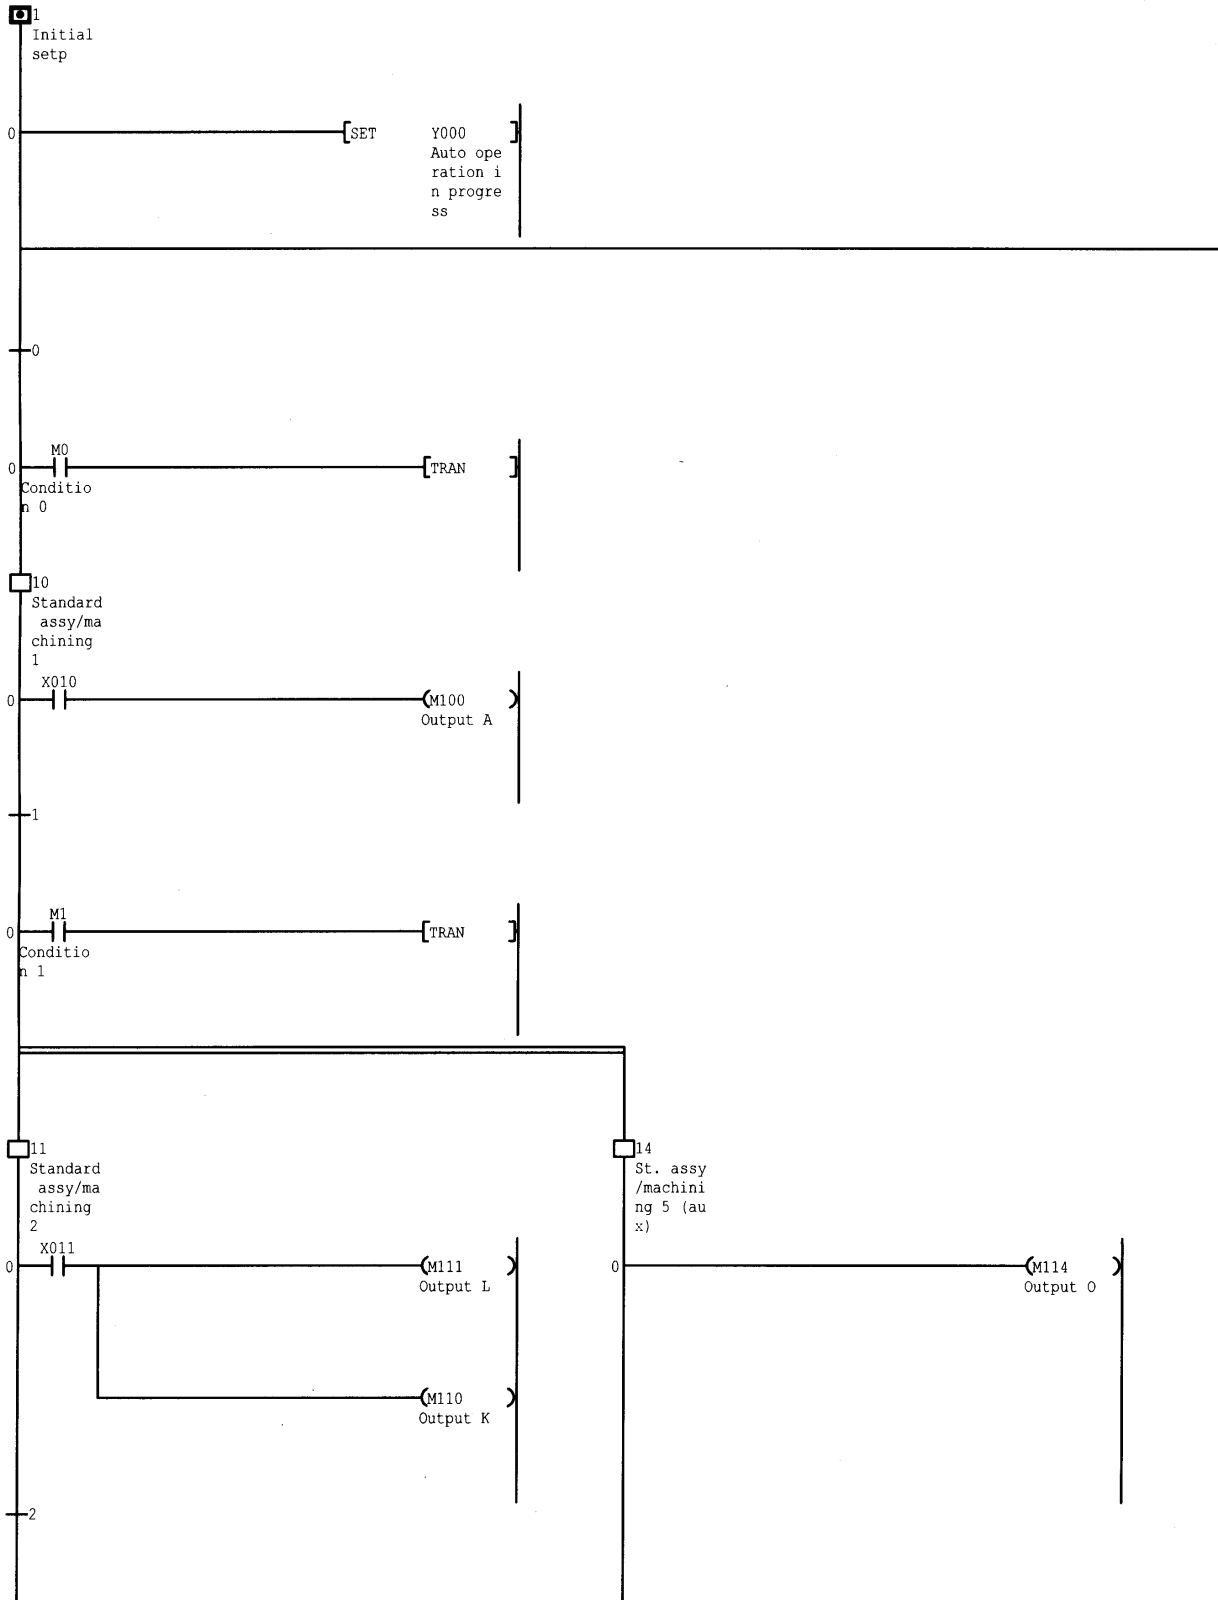 1
Initial
setp
0
SET Y000
Auto ope
ration i
n progre
ss
0
M0
0
TRAN
Conditio
n 0
10
Standard
assy/ma
chining
1
X010
0
M100
Output A
1
M1
0
TRAN
Conditio
n 1
11
Standard
assy/ma
chining
2
X011
0
M111
Output L
M110
Output K
2
14
St. assy
/machini
ng 5 (au
x)
0
M114
Output O